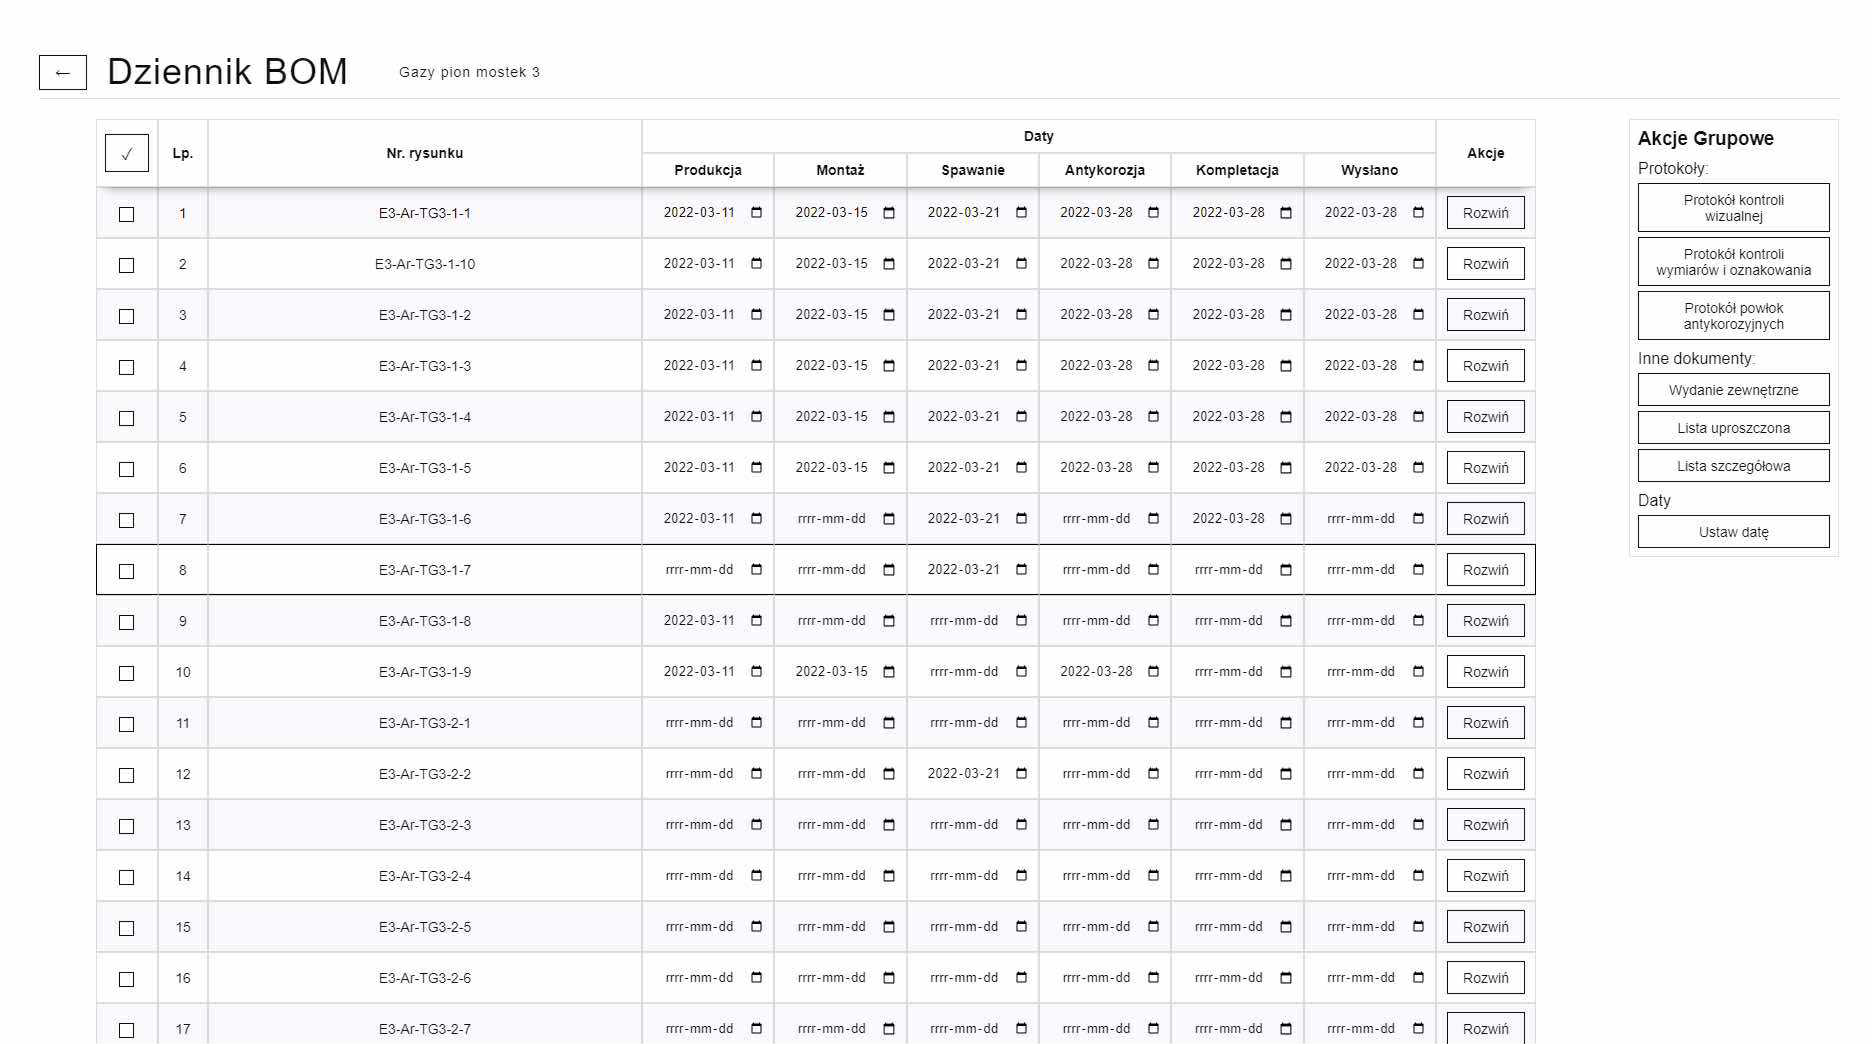 ← Dziennik BOM Gazy pion mostek 3
✓ Lp. Nr. rysunku Daty Akcje
Produkcja Montaż Spawanie Antykorozja Kompletacja Wysłano
1 E3-Ar-TG3-1-1 2022-03-11 2022-03-15 2022-03-21 2022-03-28 2022-03-28 2022-03-28 Rozwiń
2 E3-Ar-TG3-1-10 2022-03-11 2022-03-15 2022-03-21 2022-03-28 2022-03-28 2022-03-28 Rozwiń
3 E3-Ar-TG3-1-2 2022-03-11 2022-03-15 2022-03-21 2022-03-28 2022-03-28 2022-03-28 Rozwiń
4 E3-Ar-TG3-1-3 2022-03-11 2022-03-15 2022-03-21 2022-03-28 2022-03-28 2022-03-28 Rozwiń
5 E3-Ar-TG3-1-4 2022-03-11 2022-03-15 2022-03-21 2022-03-28 2022-03-28 2022-03-28 Rozwiń
6 E3-Ar-TG3-1-5 2022-03-11 2022-03-15 2022-03-21 2022-03-28 2022-03-28 2022-03-28 Rozwiń
7 E3-Ar-TG3-1-6 2022-03-11 rrrr-mm-dd 2022-03-21 rrrr-mm-dd 2022-03-28 rrrr-mm-dd Rozwiń
8 E3-Ar-TG3-1-7 rrrr-mm-dd rrrr-mm-dd 2022-03-21 rrrr-mm-dd rrrr-mm-dd rrrr-mm-dd Rozwiń
9 E3-Ar-TG3-1-8 2022-03-11 rrrr-mm-dd rrrr-mm-dd rrrr-mm-dd rrrr-mm-dd rrrr-mm-dd Rozwiń
10 E3-Ar-TG3-1-9 2022-03-11 2022-03-15 rrrr-mm-dd 2022-03-28 rrrr-mm-dd rrrr-mm-dd Rozwiń
11 E3-Ar-TG3-2-1 rrrr-mm-dd rrrr-mm-dd rrrr-mm-dd rrrr-mm-dd rrrr-mm-dd rrrr-mm-dd Rozwiń
12 E3-Ar-TG3-2-2 rrrr-mm-dd rrrr-mm-dd 2022-03-21 rrrr-mm-dd rrrr-mm-dd rrrr-mm-dd Rozwiń
13 E3-Ar-TG3-2-3 rrrr-mm-dd rrrr-mm-dd rrrr-mm-dd rrrr-mm-dd rrrr-mm-dd rrrr-mm-dd Rozwiń
14 E3-Ar-TG3-2-4 rrrr-mm-dd rrrr-mm-dd rrrr-mm-dd rrrr-mm-dd rrrr-mm-dd rrrr-mm-dd Rozwiń
15 E3-Ar-TG3-2-5 rrrr-mm-dd rrrr-mm-dd rrrr-mm-dd rrrr-mm-dd rrrr-mm-dd rrrr-mm-dd Rozwiń
16 E3-Ar-TG3-2-6 rrrr-mm-dd rrrr-mm-dd rrrr-mm-dd rrrr-mm-dd rrrr-mm-dd rrrr-mm-dd Rozwiń
17 E3-Ar-TG3-2-7 rrrr-mm-dd rrrr-mm-dd rrrr-mm-dd rrrr-mm-dd rrrr-mm-dd rrrr-mm-dd Rozwiń
Akcje Grupowe
Protokoły:
Protokół kontroli
wizualnej
Protokół kontroli
wymiarów i oznakowania
Protokół powłok
antykorozyjnych
Inne dokumenty:
Wydanie zewnętrzne
Lista uproszczona
Lista szczegółowa
Daty
Ustaw datę